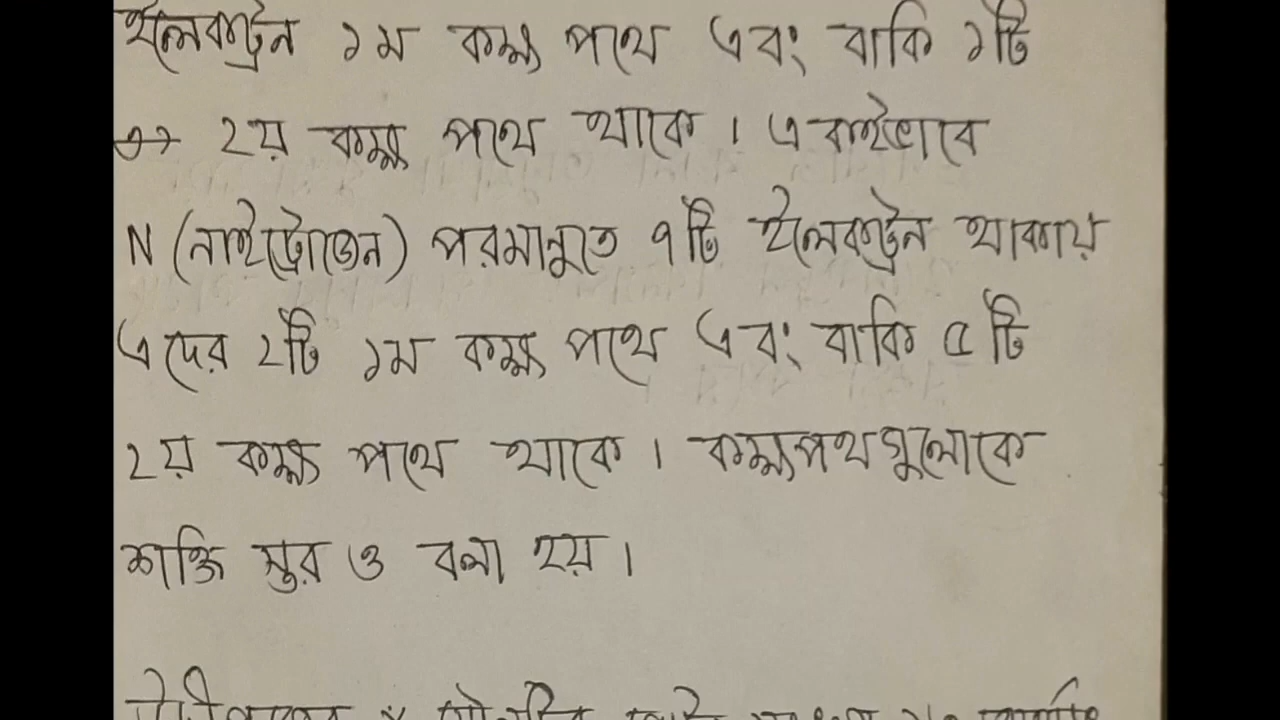 ইলেকট্রন ১ম কক্ষ পথে এবং বাকি ১টি
২য় কক্ষ পথে থাকে । একইভাবে
N (নাইট্রোজেন) পরমানুতে ৭টি ইলেকট্রন থাকায়
এদের ২টি ১ম কক্ষ পথে এবং বাকি ৫টি
২য় কক্ষ পথে থাকে । কক্ষপথগুলোকে
শক্তি স্তর ও বলা হয় ।